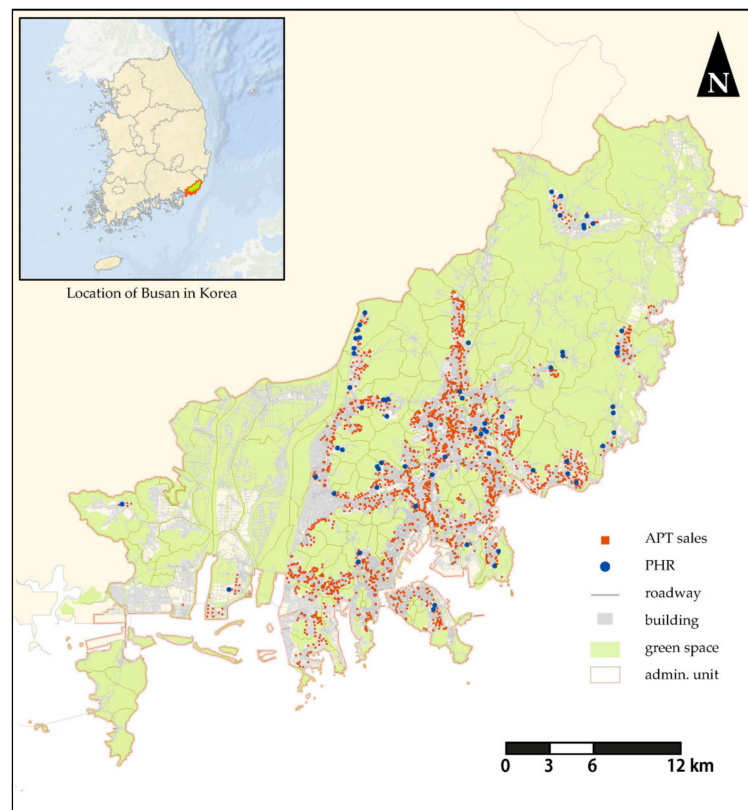 N
Location of Busan in Korea
APT sales
PHR
roadway
building
green space
admin. unit
0 3 6 12 km